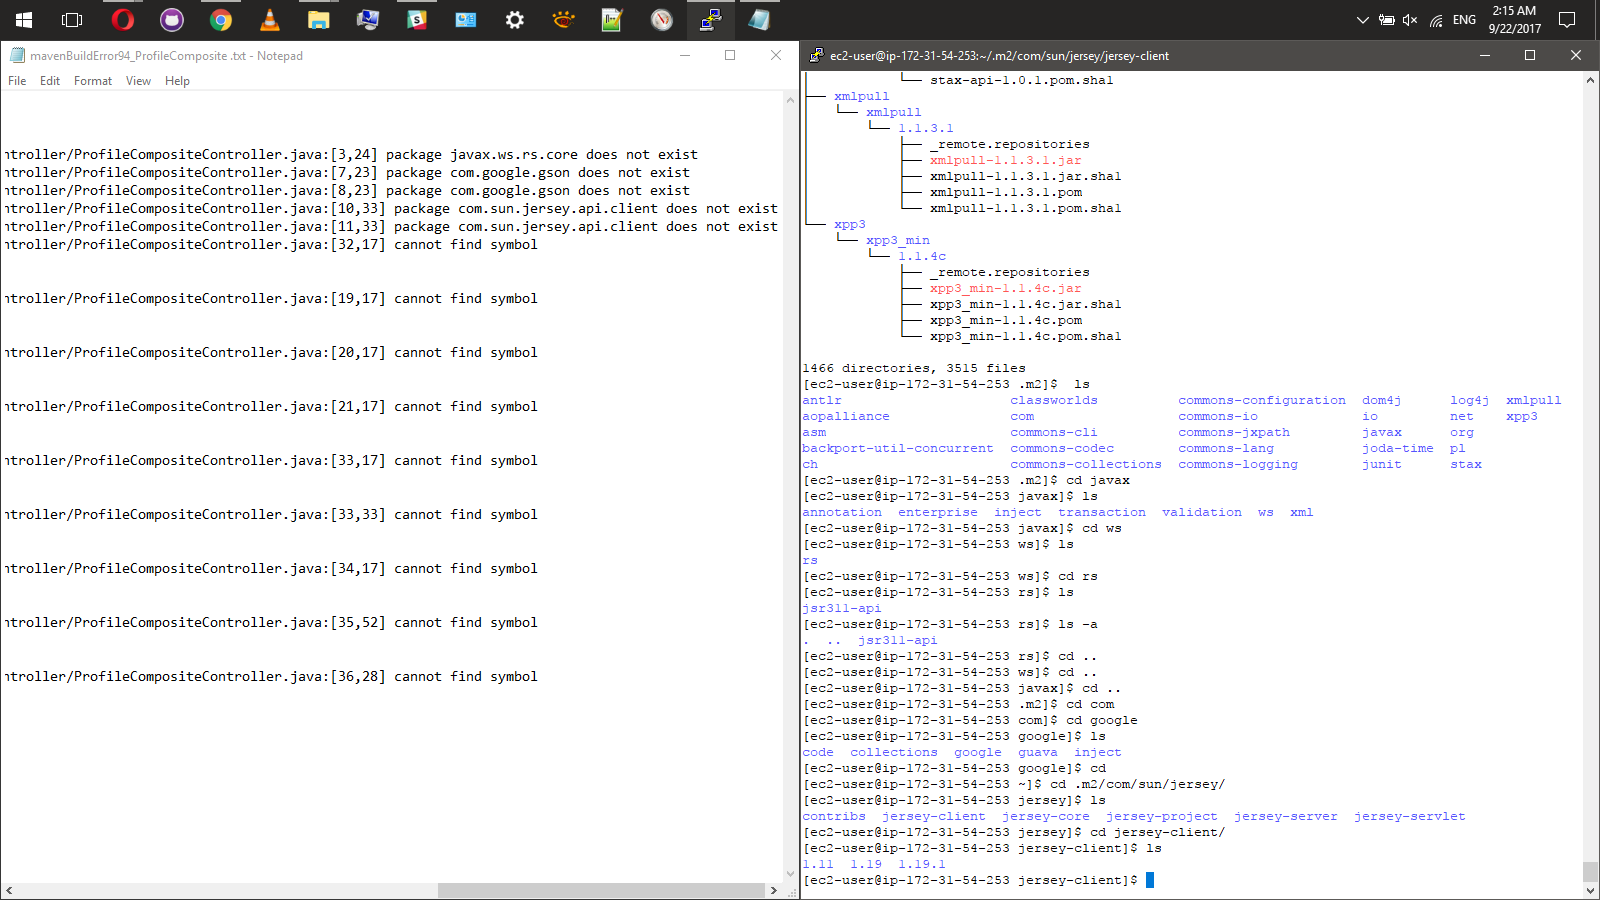 ENG
2:15 AM
9/22/2017
mavenBuildError94_ProfileComposite .txt - Notepad
File Edit Format View Help
ntroller/ProfileCompositeController.java:[3,24] package javax.ws.rs.core does not exist
ntroller/ProfileCompositeController.java:[7,23] package com.google.gson does not exist
ntroller/ProfileCompositeController.java:[8,23] package com.google.gson does not exist
ntroller/ProfileCompositeController.java:[10,33] package com.sun.jersey.api.client does not exist
ntroller/ProfileCompositeController.java:[11,33] package com.sun.jersey.api.client does not exist
ntroller/ProfileCompositeController.java:[32,17] cannot find symbol
ntroller/ProfileCompositeController.java:[19,17] cannot find symbol
ntroller/ProfileCompositeController.java:[20,17] cannot find symbol
ntroller/ProfileCompositeController.java:[21,17] cannot find symbol
ntroller/ProfileCompositeController.java:[33,17] cannot find symbol
ntroller/ProfileCompositeController.java:[33,33] cannot find symbol
ntroller/ProfileCompositeController.java:[34,17] cannot find symbol
ntroller/ProfileCompositeController.java:[35,52] cannot find symbol
ntroller/ProfileCompositeController.java:[36,28] cannot find symbol
ec2-user@ip-172-31-54-253:~/.m2/com/sun/jersey/jersey-client
│           └── stax-api-1.0.1.pom.sha1
├── xmlpull
│   └── xmlpull
│       └── 1.1.3.1
│           ├── _remote.repositories
│           ├── xmlpull-1.1.3.1.jar
│           ├── xmlpull-1.1.3.1.jar.sha1
│           ├── xmlpull-1.1.3.1.pom
│           └── xmlpull-1.1.3.1.pom.sha1
└── xpp3
    └── xpp3_min
        └── 1.1.4c
            ├── _remote.repositories
            ├── xpp3_min-1.1.4c.jar
            ├── xpp3_min-1.1.4c.jar.sha1
            ├── xpp3_min-1.1.4c.pom
            └── xpp3_min-1.1.4c.pom.sha1
1466 directories, 3515 files
[ec2-user@ip-172-31-54-253 .m2]$  ls
antlr classworlds commons-configuration dom4j log4j xmlpull
aopalliance com commons-io io net xpp3
asm commons-cli commons-jxpath javax org
backport-util-concurrent commons-codec commons-lang joda-time pl
ch commons-collections commons-logging junit stax
[ec2-user@ip-172-31-54-253 .m2]$ cd javax
[ec2-user@ip-172-31-54-253 javax]$ ls
annotation enterprise inject transaction validation ws xml
[ec2-user@ip-172-31-54-253 javax]$ cd ws
[ec2-user@ip-172-31-54-253 ws]$ ls
rs
[ec2-user@ip-172-31-54-253 ws]$ cd rs
[ec2-user@ip-172-31-54-253 rs]$ ls
jsr311-api
[ec2-user@ip-172-31-54-253 rs]$ ls -a
. .. jsr311-api
[ec2-user@ip-172-31-54-253 rs]$ cd ..
[ec2-user@ip-172-31-54-253 ws]$ cd ..
[ec2-user@ip-172-31-54-253 javax]$ cd ..
[ec2-user@ip-172-31-54-253 .m2]$ cd com
[ec2-user@ip-172-31-54-253 com]$ cd google
[ec2-user@ip-172-31-54-253 google]$ ls
code collections google guava inject
[ec2-user@ip-172-31-54-253 google]$ cd
[ec2-user@ip-172-31-54-253 ~]$ cd .m2/com/sun/jersey/
[ec2-user@ip-172-31-54-253 jersey]$ ls
contribs jersey-client jersey-core jersey-project jersey-server jersey-servlet
[ec2-user@ip-172-31-54-253 jersey]$ cd jersey-client/
[ec2-user@ip-172-31-54-253 jersey-client]$ ls
1.11 1.19 1.19.1
[ec2-user@ip-172-31-54-253 jersey-client]$